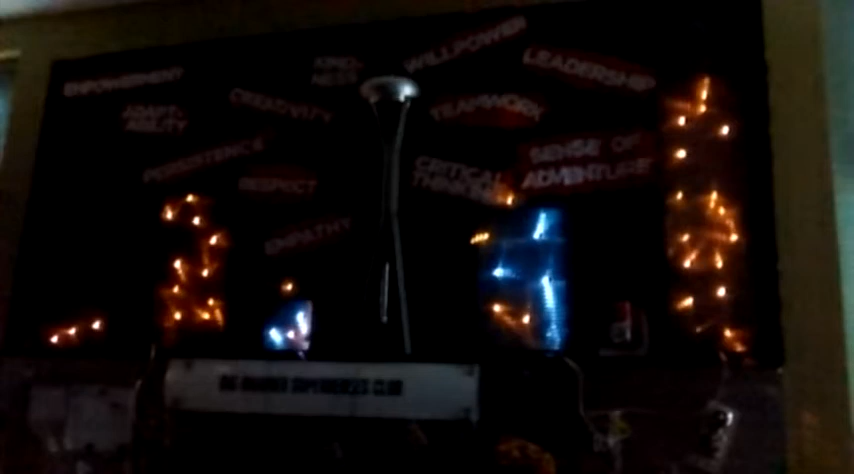 EMPOWERMENT
ADAPT-
ABILITY
CREATIVITY
KIND-
NESS
WILLPOWER
LEADERSHIP
TEAMWORK
PERSISTENCE
RESPECT
EMPATHY
CRITICAL
THINKING
SENSE OF
ADVENTURE